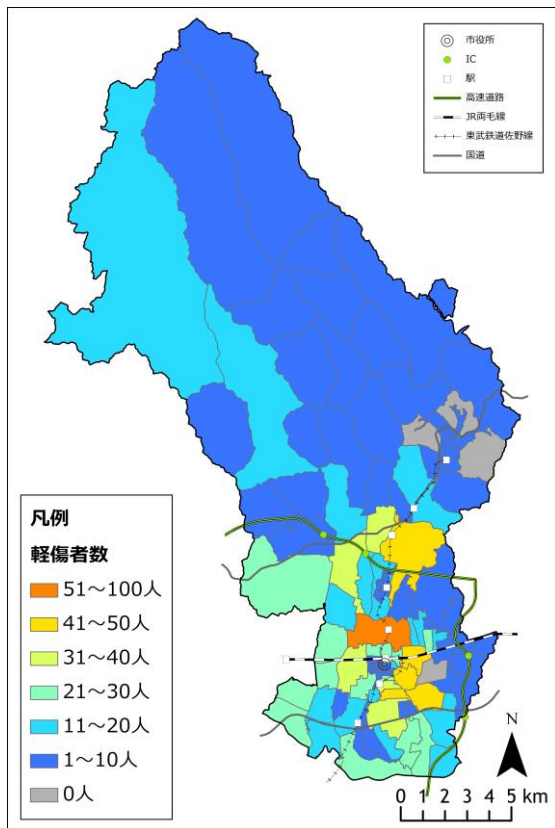 市役所
IC
駅
高速道路
JR両毛線
東武鉄道佐野線
国道
凡例
軽傷者数
51～100人
41～50人
31～40人
21～30人
11～20人
1～10人
0人
N
0 1 2 3 4 5 km